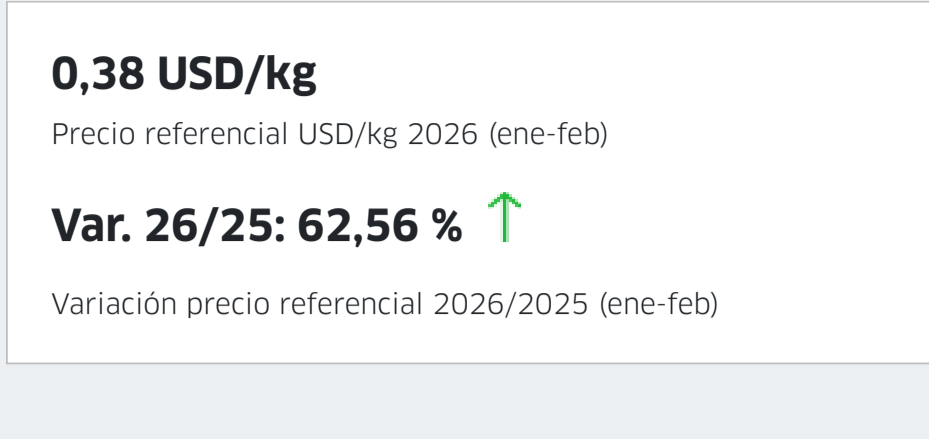 0,38 USD/kg
Precio referencial USD/kg 2026 (ene-feb)
Var. 26/25: 62,56 %
Variación precio referencial 2026/2025 (ene-feb)